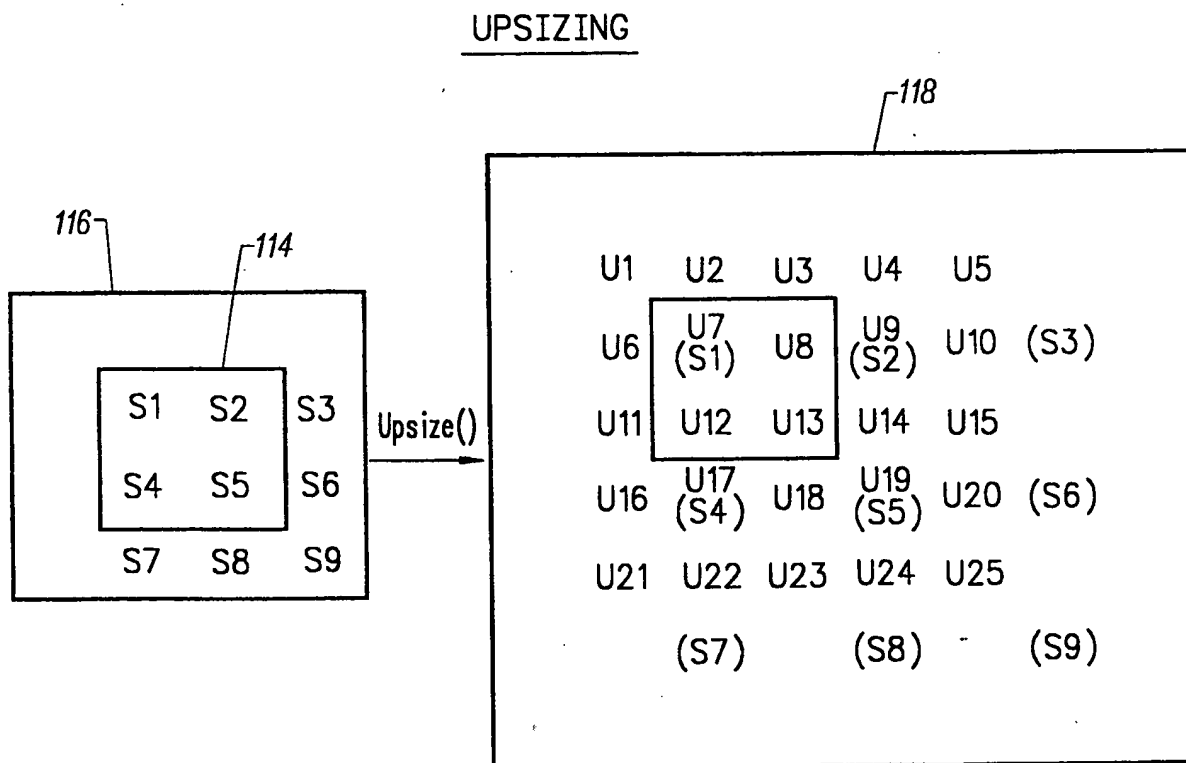 UPSIZING
118
116
114
U1 U2 U3 U4 U5
U6 U7 (S1) U8 U9 (S2) U10 (S3)
S1 S2 S3
Upsize()
U11 U12 U13 U14 U15
S4 S5 S6
U16 U17 (S4) U18 U19 (S5) U20 (S6)
S7 S8 S9
U21 U22 U23 U24 U25
(S7) (S8) (S9)